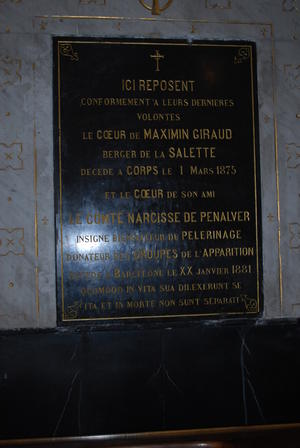 ICI REPOSENT
CONFORMEMENT A LEURS DERNIERES
VOLONTES
LE CŒUR DE MAXIMIN GIRAUD
BERGER DE LA SALETTE
DECEDE A CORPS LE 1 MARS 1875
ET LE CŒUR DE SON AMI
LE COMTE NARCISSE DE PENALVER
INSIGNE BIENFAITEUR DU PELERINAGE
DONATEUR DES GROUPES DE L'APPARITION
BARCELONE LE XX JANVIER 1881
QUOMODO IN VITA SUA DILEXERUNT SE
ITA ET IN MORTE NON SUNT SEPARATI